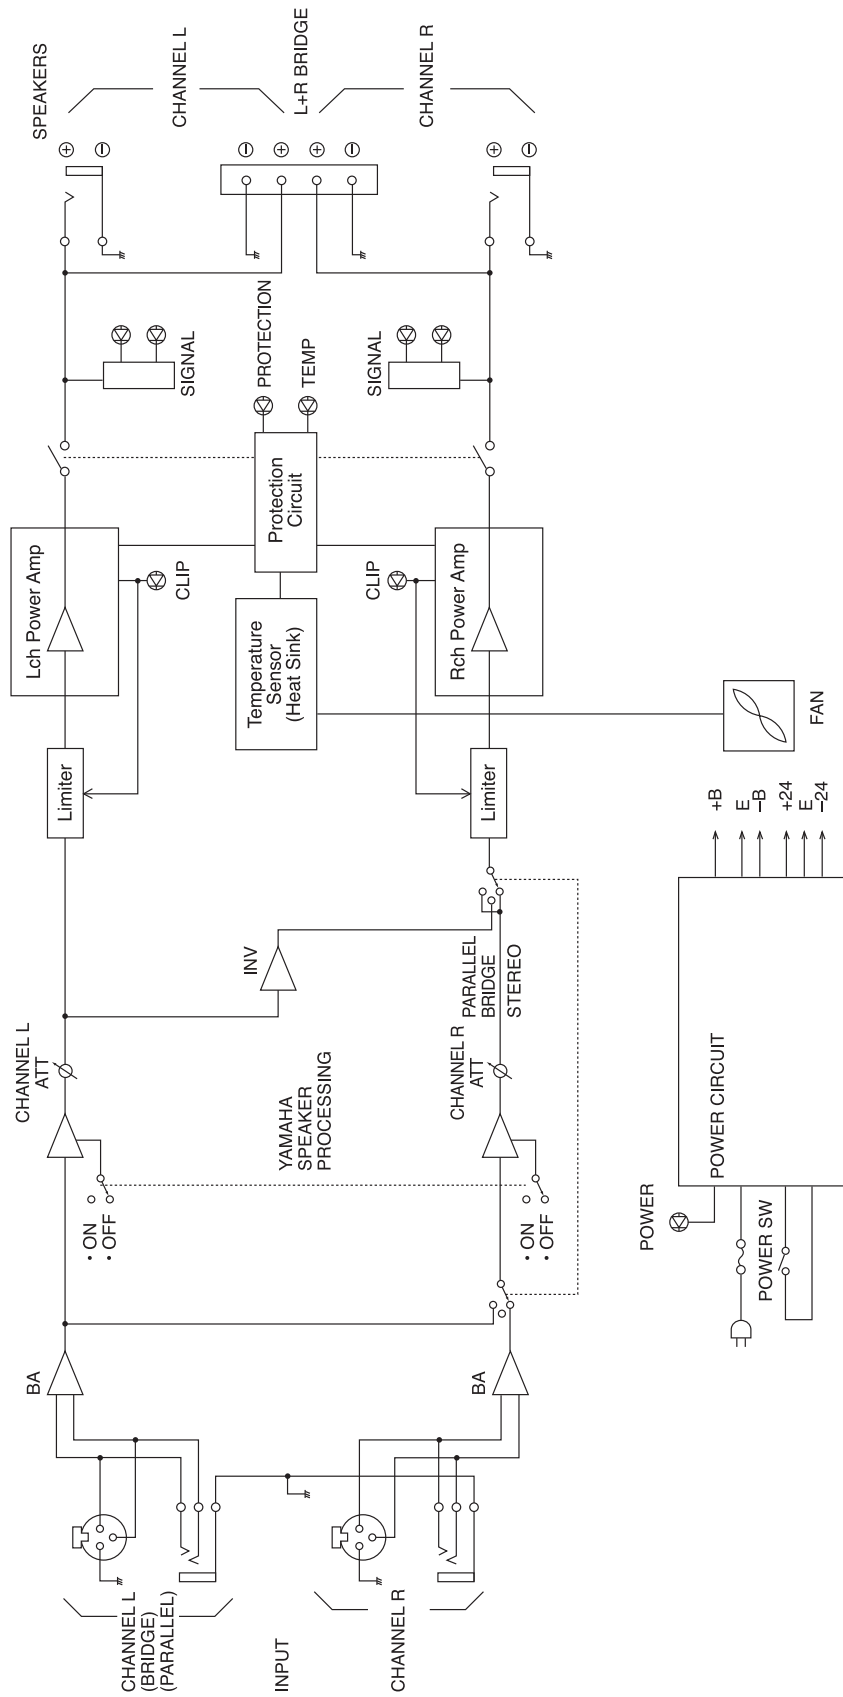 CHANNEL L
(BRIDGE)
(PARALLEL)
INPUT
CHANNEL R
BA
BA
• ON
• OFF
YAMAHA
SPEAKER
PROCESSING
• ON
• OFF
CHANNEL L
ATT
CHANNEL R
ATT
INV
PARALLEL
BRIDGE
STEREO
Limiter
Limiter
Lch Power Amp
CLIP
Temperature
Sensor
(Heat Sink)
Protection
Circuit
CLIP
Rch Power Amp
PROTECTION
TEMP
SIGNAL
SIGNAL
SPEAKERS
CHANNEL L
L+R BRIDGE
CHANNEL R
+
−
−
+
+
−
+
−
POWER
POWER SW
POWER CIRCUIT
+B
E
−B
+24
E
−24
FAN